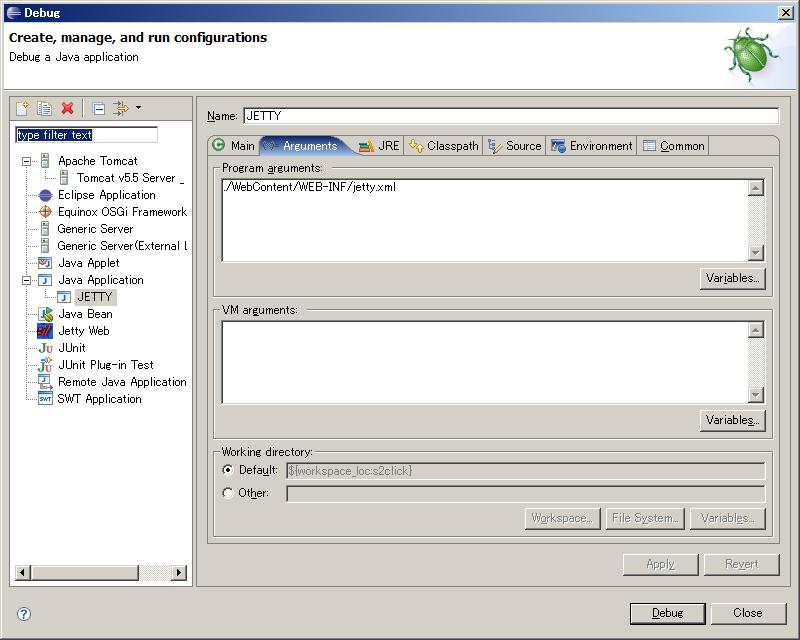 Debug
Create, manage, and run configurations
Debug a Java application
type filter text
Apache Tomcat
Tomcat v5.5 Server _
Eclipse Application
Equinox OSGi Framework
Generic Server
Generic Server(External L
Java Applet
Java Application
JETTY
Java Bean
Jetty Web
JUnit
JUnit Plug-in Test
Remote Java Application
SWT Application
Name: JETTY
Main Arguments JRE Classpath Source Environment Common
Program arguments:
./WebContent/WEB-INF/jetty.xml
Variables...
VM arguments:
Variables...
Working directory:
Default: ${workspace_loc:s2click}
Other:
Workspace... File System... Variables...
Apply Revert
Debug Close